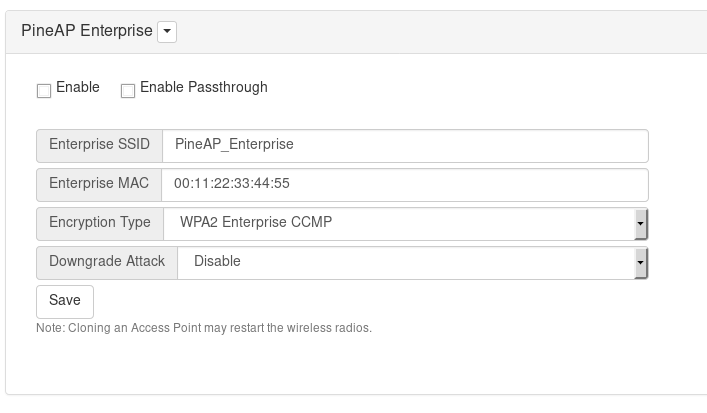 PineAP Enterprise
Enable Enable Passthrough
Enterprise SSID PineAP_Enterprise
Enterprise MAC 00:11:22:33:44:55
Encryption Type WPA2 Enterprise CCMP
Downgrade Attack Disable
Save
Note: Cloning an Access Point may restart the wireless radios.